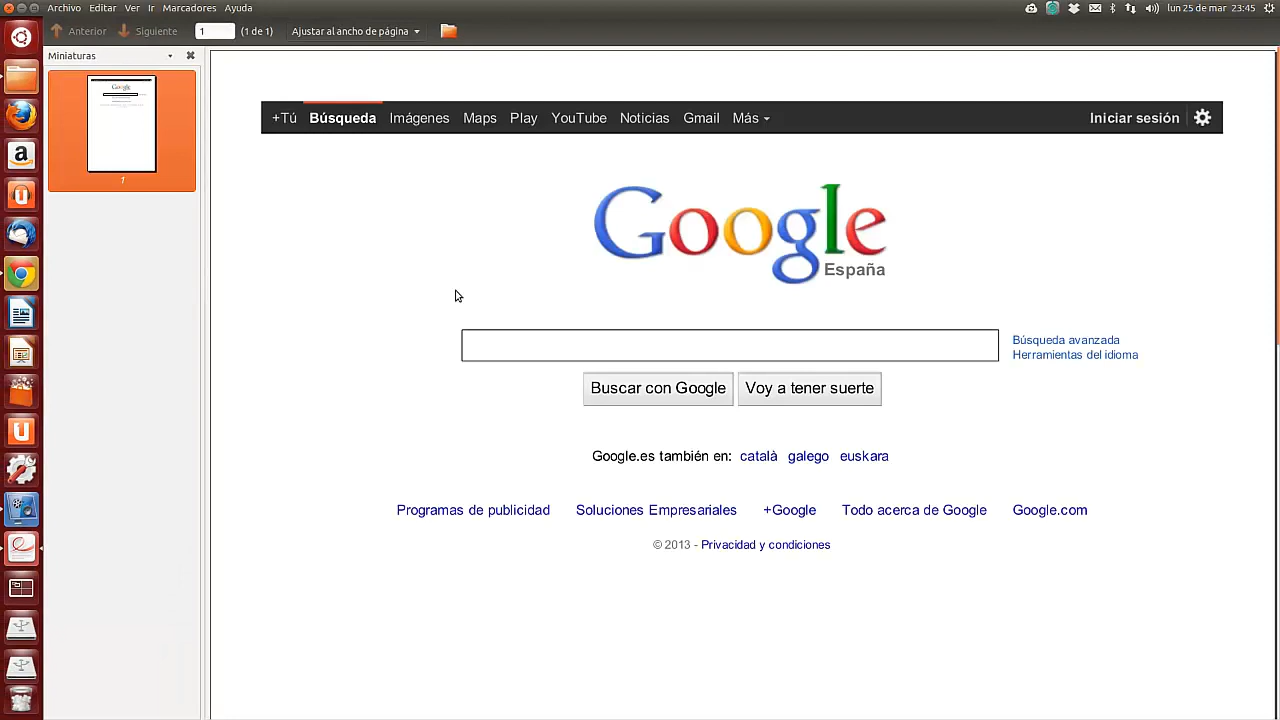 Archivo Editar Ver Ir Marcadores Ayuda lun 25 de mar 23:45
Anterior Siguiente 1 (1 de 1) Ajustar al ancho de página
Miniaturas
1
+Tú Búsqueda Imágenes Maps Play YouTube Noticias Gmail Más Iniciar sesión
Google
España
Búsqueda avanzada
Herramientas del idioma
Buscar con Google Voy a tener suerte
Google.es también en: català galego euskara
Programas de publicidad Soluciones Empresariales +Google Todo acerca de Google Google.com
© 2013 - Privacidad y condiciones